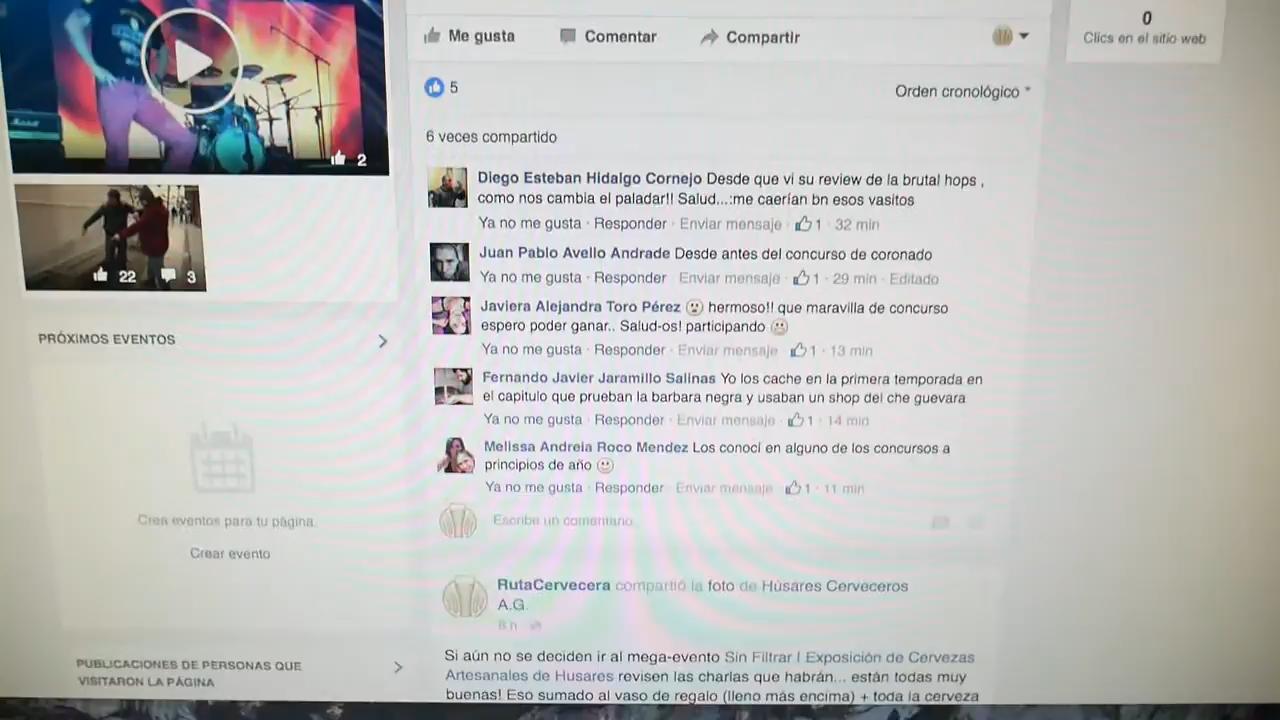 Me gusta
Comentar
Compartir
0
Clics en el sitio web
5
Orden cronológico
6 veces compartido
2
Diego Esteban Hidalgo Cornejo Desde que vi su review de la brutal hops ,
como nos cambia el paladar!! Salud...:me caerían bn esos vasitos
Ya no me gusta · Responder · Enviar mensaje · 1 · 32 min
Juan Pablo Avello Andrade Desde antes del concurso de coronado
Ya no me gusta · Responder · Enviar mensaje · 1 · 29 min · Editado
22
3
Javiera Alejandra Toro Pérez hermoso!! que maravilla de concurso
espero poder ganar.. Salud-os! participando
Ya no me gusta · Responder · Enviar mensaje · 1 · 13 min
PRÓXIMOS EVENTOS
Fernando Javier Jaramillo Salinas Yo los cache en la primera temporada en
el capitulo que prueban la barbara negra y usaban un shop del che guevara
Ya no me gusta · Responder · Enviar mensaje · 1 · 14 min
Melissa Andreia Roco Mendez Los conocí en alguno de los concursos a
principios de año
Ya no me gusta · Responder · Enviar mensaje · 1 · 11 min
Escribe un comentario
Crea eventos para tu página.
Crear evento
RutaCervecera compartió la foto de Húsares Cerveceros
A.G.
8 h
PUBLICACIONES DE PERSONAS QUE
VISITARON LA PÁGINA
Si aún no se deciden ir al mega-evento Sin Filtrar I Exposición de Cervezas
Artesanales de Husares revisen las charlas que habrán... están todas muy
buenas! Eso sumado al vaso de regalo (lleno más encima) + toda la cerveza